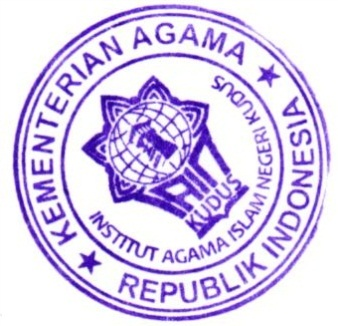 KEMENTERIAN AGAMA
REPUBLIK INDONESIA
INSTITUT AGAMA ISLAM NEGERI KUDUS
KUDUS